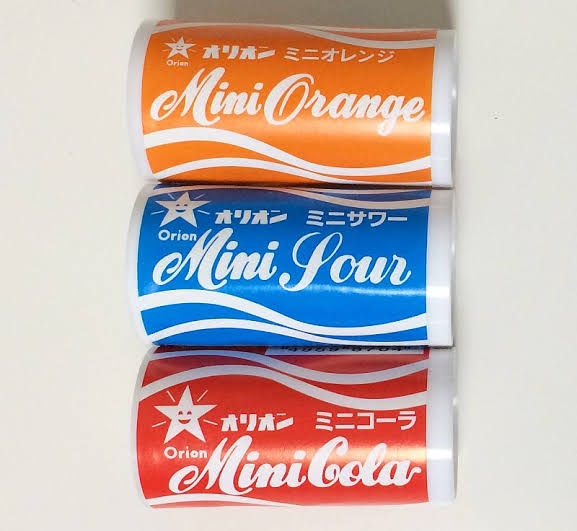 オリオン ミニオレンジ
Orion
Mini Orange
オリオン ミニサワー
Orion
Mini Sour
オリオン ミニコーラ
Orion
Mini Cola